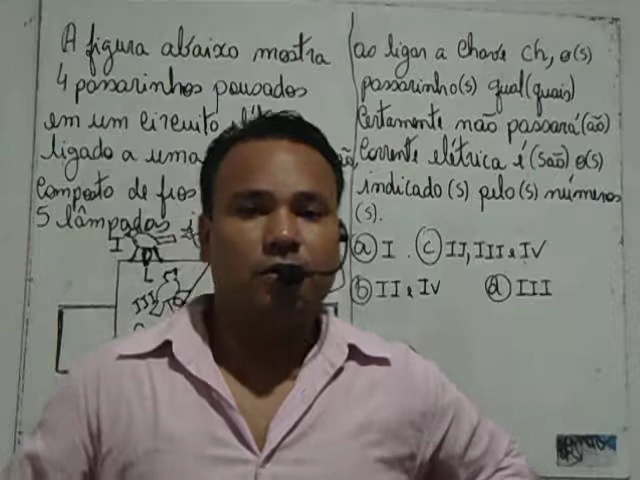 A figura abaixo mostra
4 passarinhos pousados
em um circuito
ligado a uma
composto de fios
5 lâmpadas
I
L
III
ao ligar a chave ch, o(s)
passarinho(s) qual(quais)
certamente não passará(ão)
corrente elétrica é(são) o(s)
indicado(s) pelo(s) números
(s).
a) I. c) II, III e IV
b) II e IV d) III